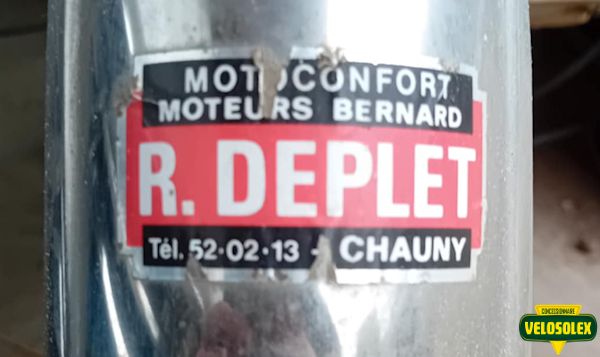 MOTOCONFORT
MOTEURS BERNARD
R. DEPLET
Tél. 52·02·13 - CHAUNY
CONCESSIONNAIRE
VELOSOLEX